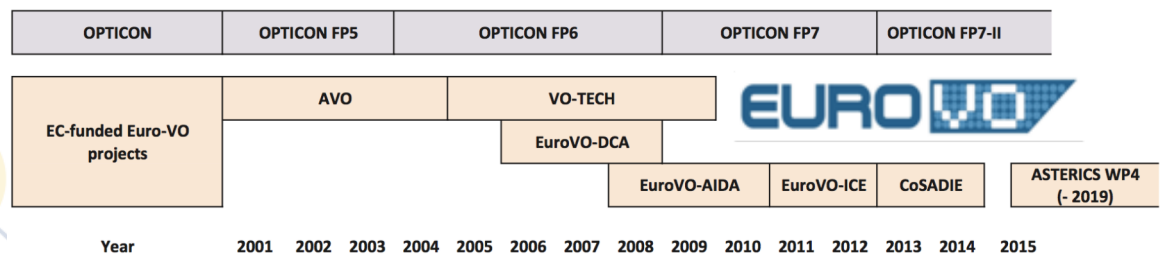 OPTICON OPTICON FP5 OPTICON FP6 OPTICON FP7 OPTICON FP7-II
AVO VO-TECH
EURO VO
EC-funded Euro-VO
projects
EuroVO-DCA
EuroVO-AIDA EuroVO-ICE CoSADIE
ASTERICS WP4
(- 2019)
Year 2001 2002 2003 2004 2005 2006 2007 2008 2009 2010 2011 2012 2013 2014 2015